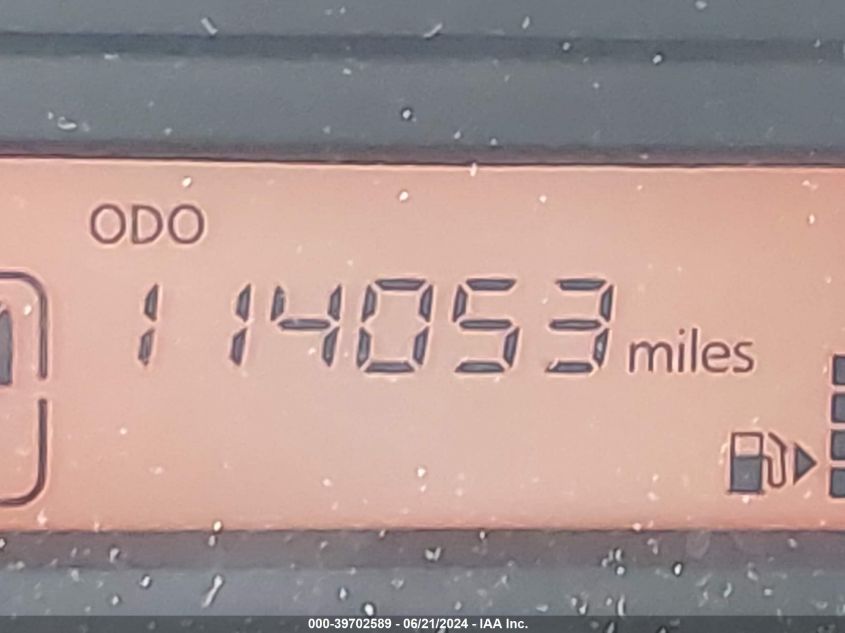 ODO
114053 miles
000-39702589 - 06/21/2024 - IAA Inc.